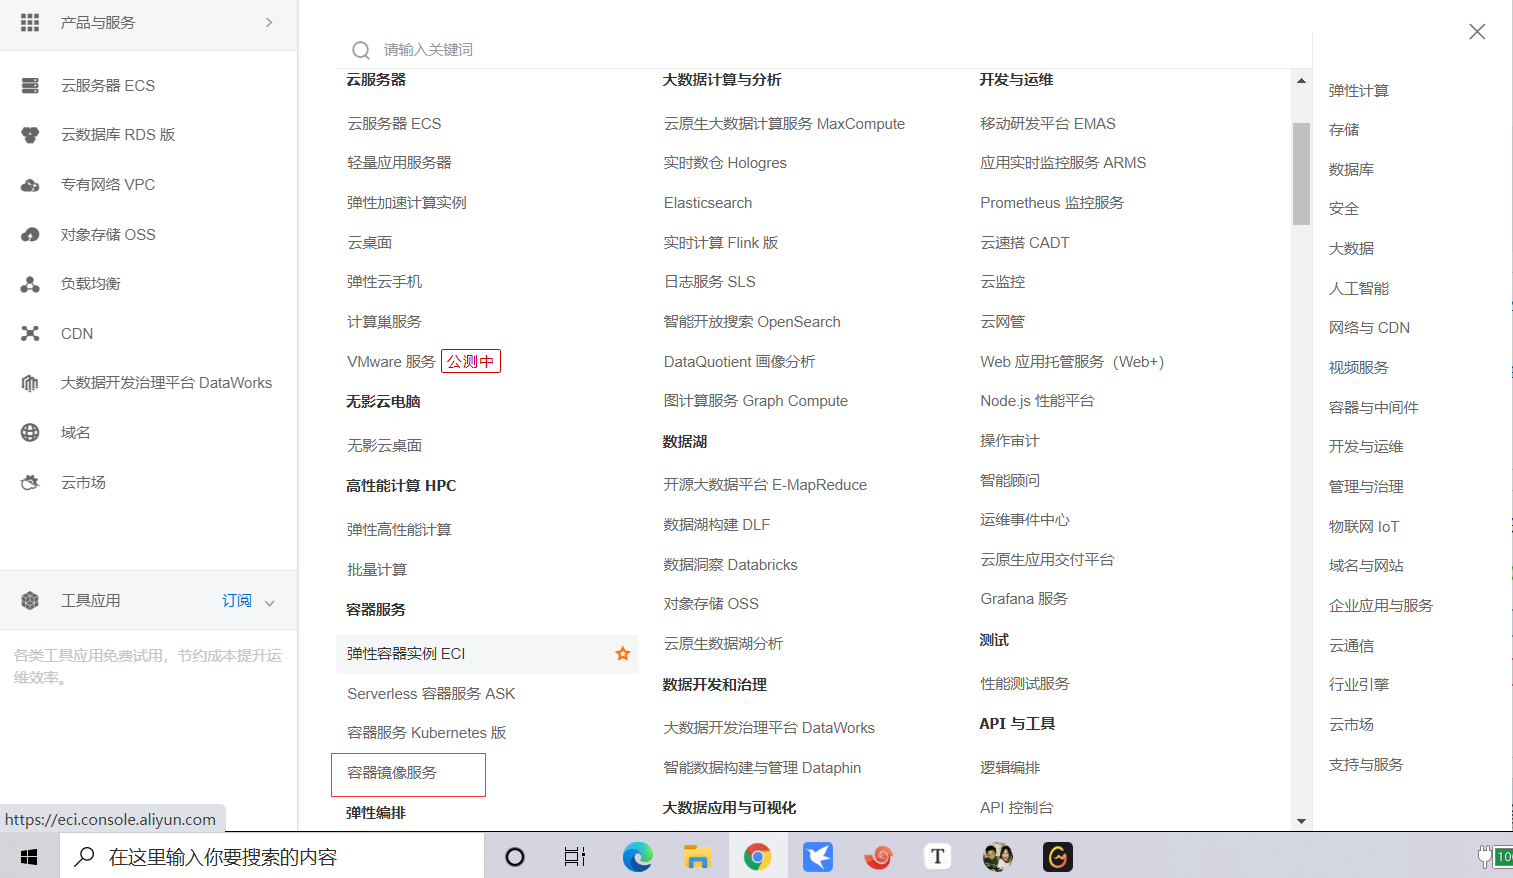 产品与服务
云服务器 ECS
云数据库 RDS 版
专有网络 VPC
对象存储 OSS
负载均衡
CDN
大数据开发治理平台 DataWorks
域名
云市场
工具应用
订阅
各类工具应用免费试用，节约成本提升运
维效率。
https://eci.console.aliyun.com
请输入关键词
云服务器
云服务器 ECS
轻量应用服务器
弹性加速计算实例
云桌面
弹性云手机
计算巢服务
VMware 服务 公测中
无影云电脑
无影云桌面
高性能计算 HPC
弹性高性能计算
批量计算
容器服务
弹性容器实例 ECI
Serverless 容器服务 ASK
容器服务 Kubernetes 版
容器镜像服务
弹性编排
大数据计算与分析
云原生大数据计算服务 MaxCompute
实时数仓 Hologres
Elasticsearch
实时计算 Flink 版
日志服务 SLS
智能开放搜索 OpenSearch
DataQuotient 画像分析
图计算服务 Graph Compute
数据湖
开源大数据平台 E-MapReduce
数据湖构建 DLF
数据洞察 Databricks
对象存储 OSS
云原生数据湖分析
数据开发和治理
大数据开发治理平台 DataWorks
智能数据构建与管理 Dataphin
大数据应用与可视化
开发与运维
移动研发平台 EMAS
应用实时监控服务 ARMS
Prometheus 监控服务
云速搭 CADT
云监控
云网管
Web 应用托管服务（Web+）
Node.js 性能平台
操作审计
智能顾问
运维事件中心
云原生应用交付平台
Grafana 服务
测试
性能测试服务
API 与工具
逻辑编排
API 控制台
弹性计算
存储
数据库
安全
大数据
人工智能
网络与 CDN
视频服务
容器与中间件
开发与运维
管理与治理
物联网 IoT
域名与网站
企业应用与服务
云通信
行业引擎
云市场
支持与服务
在这里输入你要搜索的内容
T